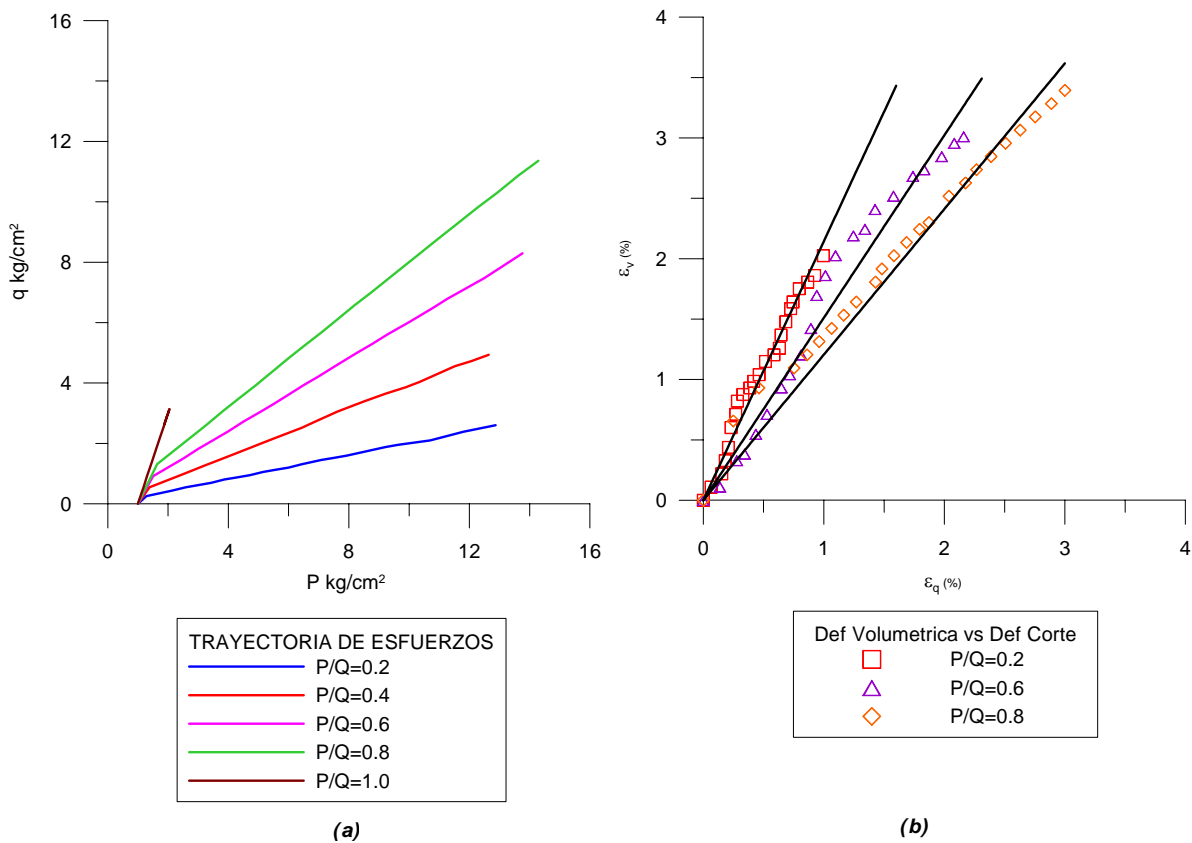 16
12
8
4
0
q kg/cm²
0
4
8
12
16
P kg/cm²
TRAYECTORIA DE ESFUERZOS
P/Q=0.2
P/Q=0.4
P/Q=0.6
P/Q=0.8
P/Q=1.0
(a)
4
3
2
1
0
εv (%)
0
1
2
3
4
εq (%)
Def Volumetrica vs Def Corte
P/Q=0.2
P/Q=0.6
P/Q=0.8
(b)